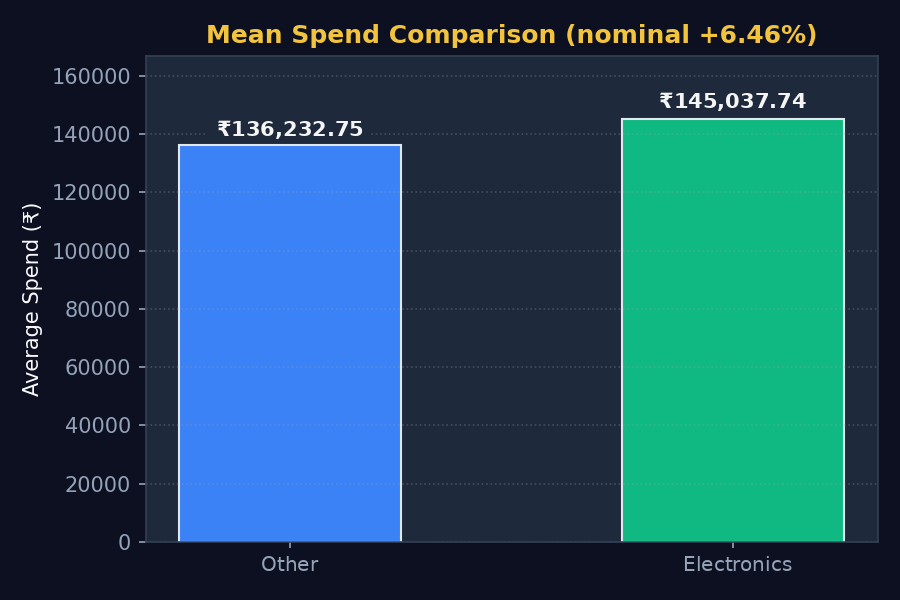 Mean Spend Comparison (nominal +6.46%)
Average Spend (₹)
160000
140000
120000
100000
80000
60000
40000
20000
0
₹136,232.75
₹145,037.74
Other
Electronics